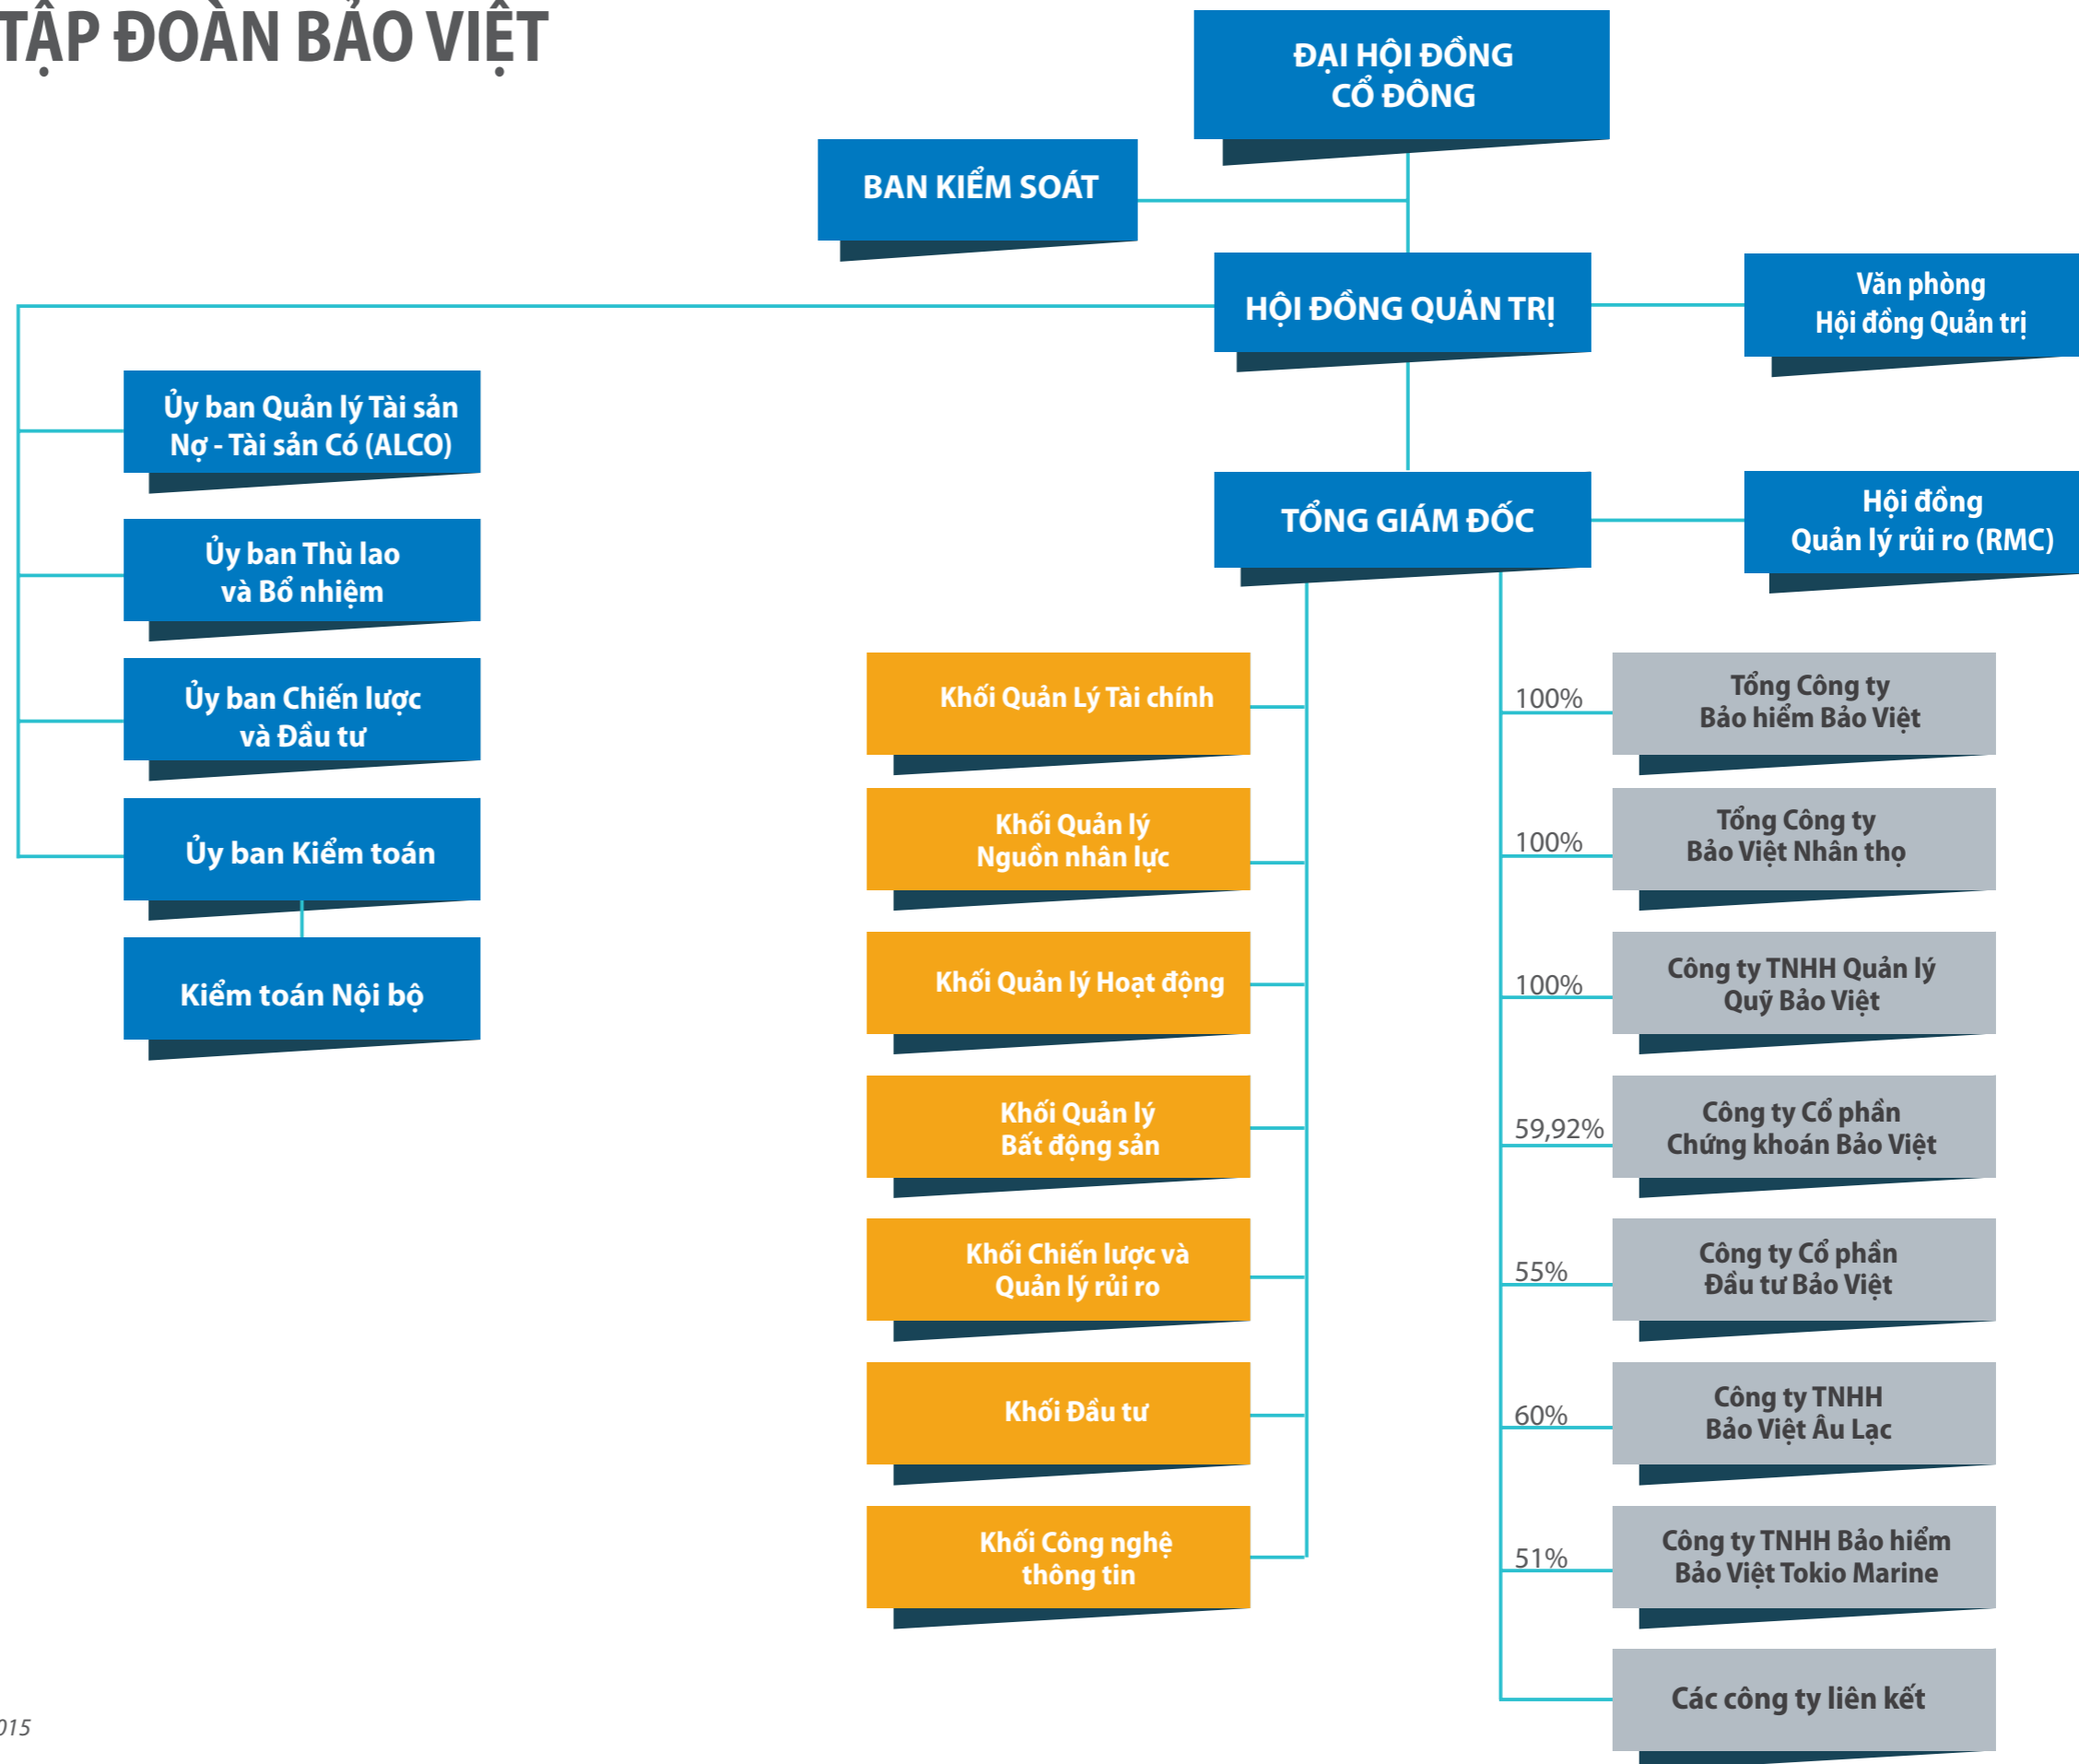 TẬP ĐOÀN BẢO VIỆT
ĐẠI HỘI ĐỒNG
CỔ ĐÔNG
BAN KIỂM SOÁT
HỘI ĐỒNG QUẢN TRỊ
Văn phòng
Hội đồng Quản trị
Ủy ban Quản lý Tài sản
Nợ - Tài sản Có (ALCO)
Ủy ban Thù lao
và Bổ nhiệm
Ủy ban Chiến lược
và Đầu tư
Ủy ban Kiểm toán
Kiểm toán Nội bộ
TỔNG GIÁM ĐỐC
Hội đồng
Quản lý rủi ro (RMC)
Khối Quản Lý Tài chính
Khối Quản lý
Nguồn nhân lực
Khối Quản lý Hoạt động
Khối Quản lý
Bất động sản
Khối Chiến lược và
Quản lý rủi ro
Khối Đầu tư
Khối Công nghệ
thông tin
100%
Tổng Công ty
Bảo hiểm Bảo Việt
100%
Tổng Công ty
Bảo Việt Nhân thọ
100%
Công ty TNHH Quản lý
Quỹ Bảo Việt
59,92%
Công ty Cổ phần
Chứng khoán Bảo Việt
55%
Công ty Cổ phần
Đầu tư Bảo Việt
60%
Công ty TNHH
Bảo Việt Âu Lạc
51%
Công ty TNHH Bảo hiểm
Bảo Việt Tokio Marine
Các công ty liên kết
015